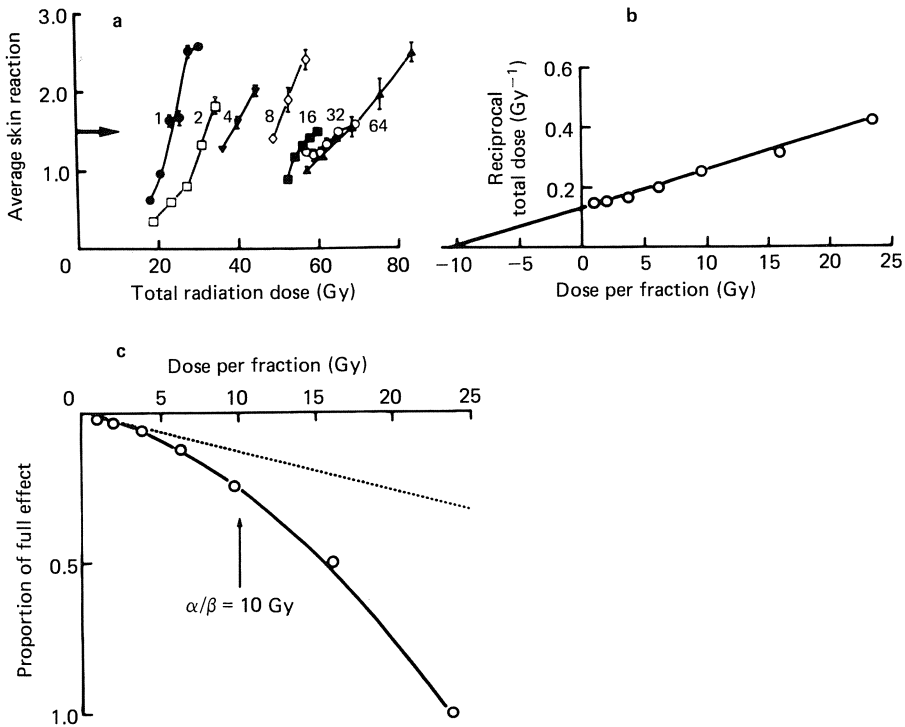 a
Average skin reaction
3.0
2.0
1.0
0
1 2 4 8 16 32 64
20 40 60 80
Total radiation dose (Gy)
b
Reciprocal
total dose (Gy⁻¹)
0.6
0.4
0.2
−10 −5 0 5 10 15 20 25
Dose per fraction (Gy)
c
Dose per fraction (Gy)
0 5 10 15 20 25
Proportion of full effect
0.5
1.0
α/β = 10 Gy